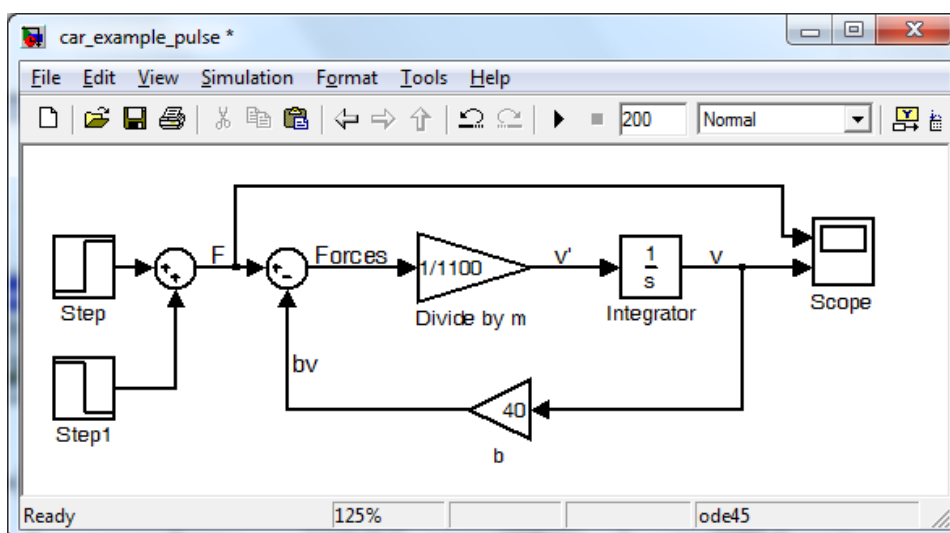 car_example_pulse *
File Edit View Simulation Format Tools Help
200 Normal
F Forces 1/1100 v' 1/s v
Step Divide by m Integrator Scope
bv
40
Step1
b
Ready 125% ode45